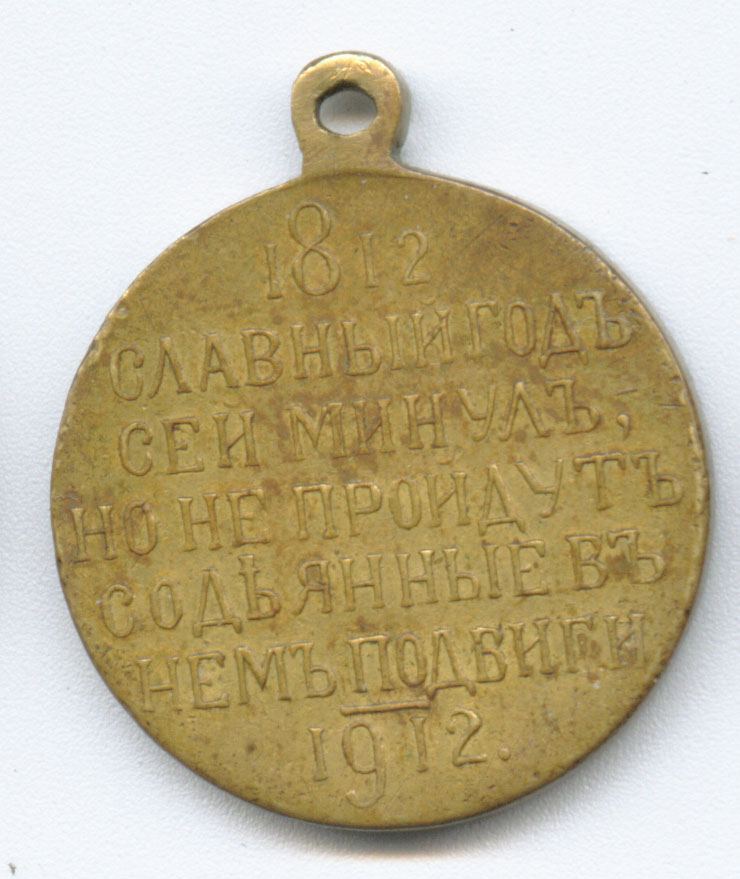 1812
СЛАВНЫЙ ГОДЪ
СЕЙ МИНУЛЪ,
НО НЕ ПРОЙДУТЪ
СОДѢЯННЫЕ ВЪ
НЕМЪ ПОДВИГИ
1912.